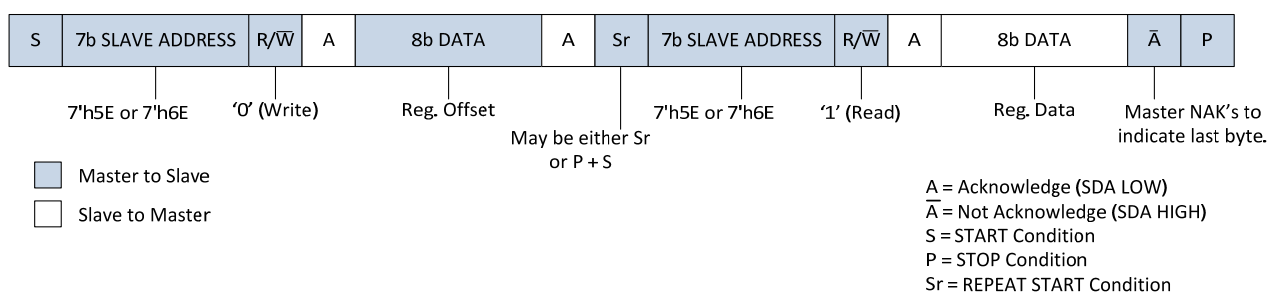 S 7b SLAVE ADDRESS R/W̅ A 8b DATA A Sr 7b SLAVE ADDRESS R/W̅ A 8b DATA A̅ P
7'h5E or 7'h6E '0' (Write) Reg. Offset 7'h5E or 7'h6E '1' (Read) Reg. Data Master NAK's to
indicate last byte.
May be either Sr
or P + S
Master to Slave
Slave to Master
A = Acknowledge (SDA LOW)
A̅ = Not Acknowledge (SDA HIGH)
S = START Condition
P = STOP Condition
Sr = REPEAT START Condition